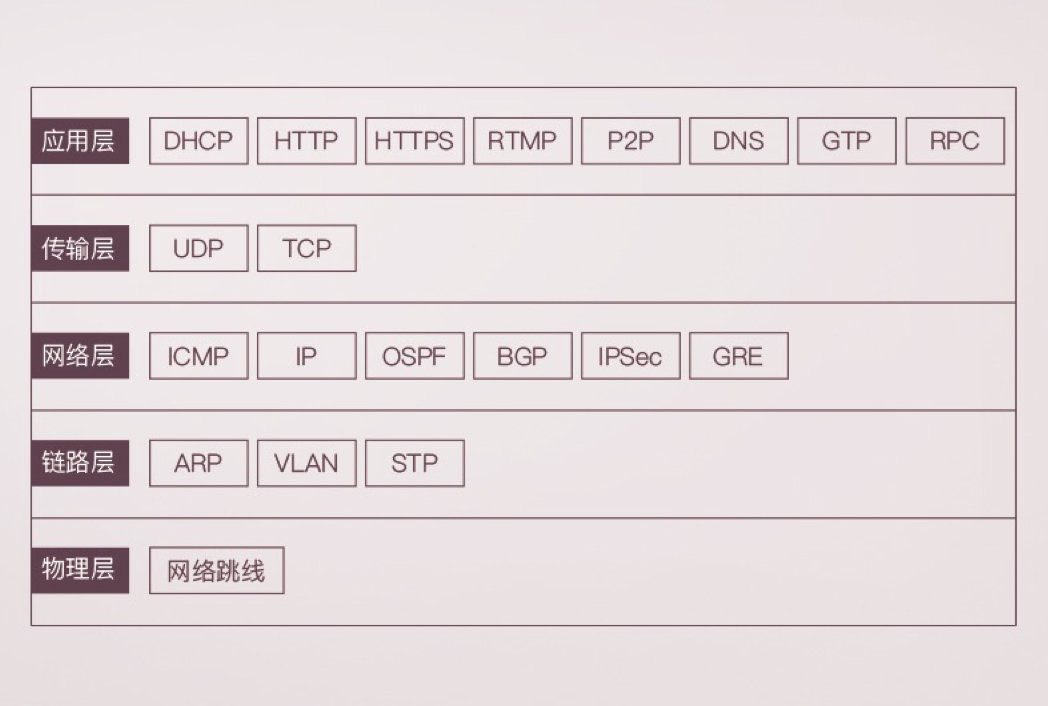 应用层 DHCP HTTP HTTPS RTMP P2P DNS GTP RPC
传输层 UDP TCP
网络层 ICMP IP OSPF BGP IPSec GRE
链路层 ARP VLAN STP
物理层 网络跳线